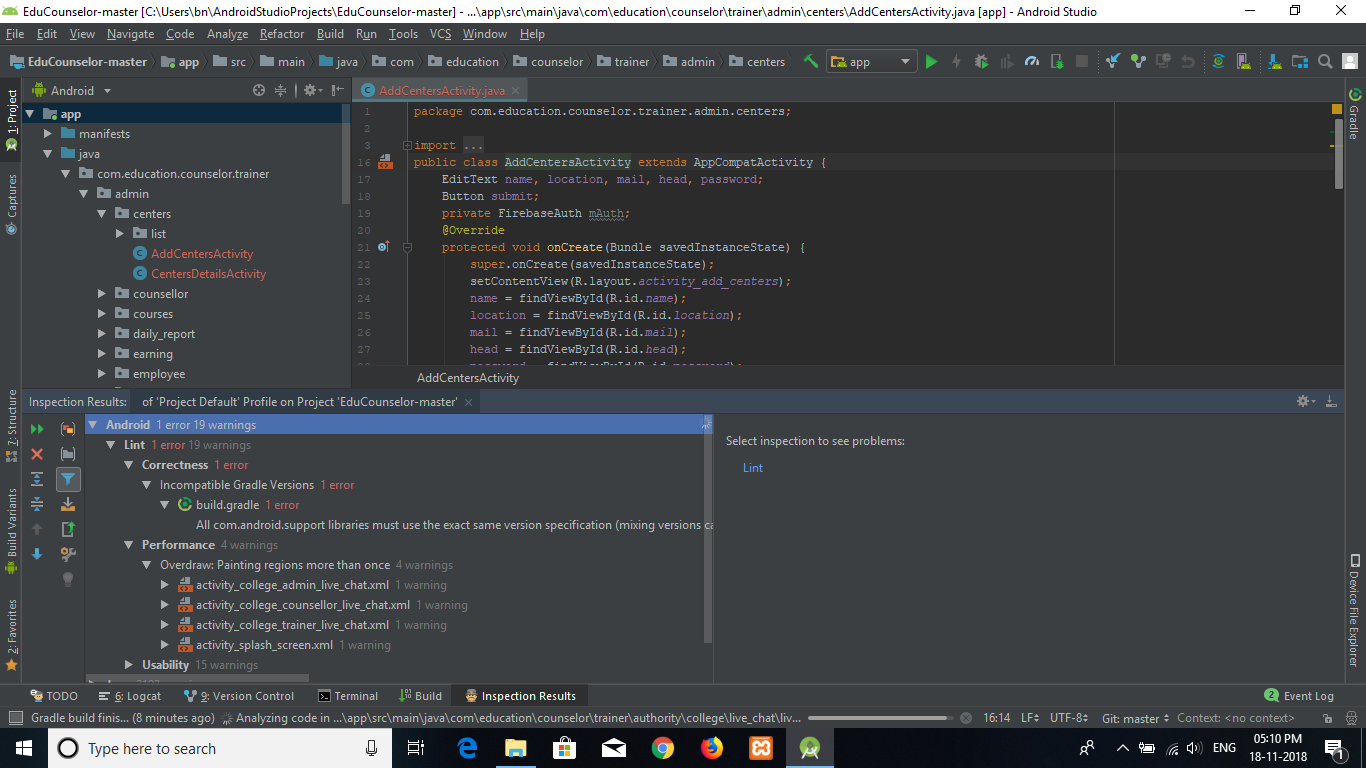 EduCounselor-master [C:\Users\bn\AndroidStudioProjects\EduCounselor-master] - ...\app\src\main\java\com\education\counselor\trainer\admin\centers\AddCentersActivity.java [app] - Android Studio
File Edit View Navigate Code Analyze Refactor Build Run Tools VCS Window Help
EduCounselor-master app src main java com education counselor trainer admin centers app
1: Project
Captures
7: Structure
Build Variants
2: Favorites
Android
app
manifests
java
com.education.counselor.trainer
admin
centers
list
AddCentersActivity
CentersDetailsActivity
counsellor
courses
daily_report
earning
employee
AddCentersActivity.java
1 package com.education.counselor.trainer.admin.centers;
2
3 import ...
16 public class AddCentersActivity extends AppCompatActivity {
17 EditText name, location, mail, head, password;
18 Button submit;
19 private FirebaseAuth mAuth;
20 @Override
21 protected void onCreate(Bundle savedInstanceState) {
22 super.onCreate(savedInstanceState);
23 setContentView(R.layout.activity_add_centers);
24 name = findViewById(R.id.name);
25 location = findViewById(R.id.location);
26 mail = findViewById(R.id.mail);
27 head = findViewById(R.id.head);
password = findViewById(R.id.password);
AddCentersActivity
Gradle
Device File Explorer
Inspection Results: of 'Project Default' Profile on Project 'EduCounselor-master'
Android 1 error 19 warnings
Lint 1 error 19 warnings
Correctness 1 error
Incompatible Gradle Versions 1 error
build.gradle 1 error
All com.android.support libraries must use the exact same version specification (mixing versions ca
Performance 4 warnings
Overdraw: Painting regions more than once 4 warnings
activity_college_admin_live_chat.xml 1 warning
activity_college_counsellor_live_chat.xml 1 warning
activity_college_trainer_live_chat.xml 1 warning
activity_splash_screen.xml 1 warning
Usability 15 warnings
Select inspection to see problems:
Lint
TODO 6: Logcat 9: Version Control Terminal Build Inspection Results 2 Event Log
Gradle build finis... (8 minutes ago) Analyzing code in ...\app\src\main\java\com\education\counselor\trainer\authority\college\live_chat\liv... 16:14 LF UTF-8 Git: master Context: <no context>
Type here to search ENG 05:10 PM
18-11-2018 1